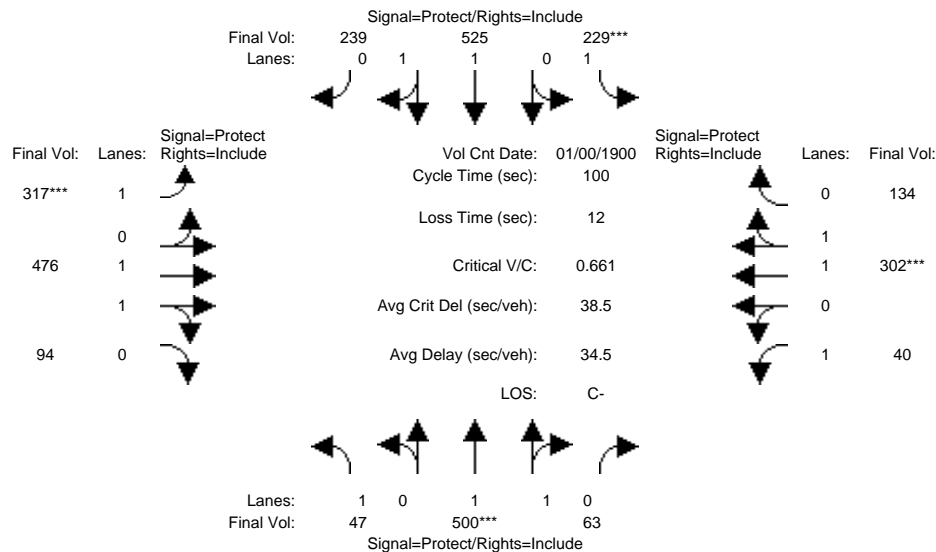 Signal=Protect/Rights=Include
Final Vol: 239 525 229***
Lanes: 0 1 1 0 1
Signal=Protect Signal=Protect
Final Vol: Lanes: Rights=Include Vol Cnt Date: 01/00/1900 Rights=Include Lanes: Final Vol:
Cycle Time (sec): 100
317*** 1 0 134
Loss Time (sec): 12
0 1
476 1 Critical V/C: 0.661 1 302***
1 Avg Crit Del (sec/veh): 38.5 0
94 0 Avg Delay (sec/veh): 34.5 1 40
LOS: C-
Lanes: 1 0 1 1 0
Final Vol: 47 500*** 63
Signal=Protect/Rights=Include